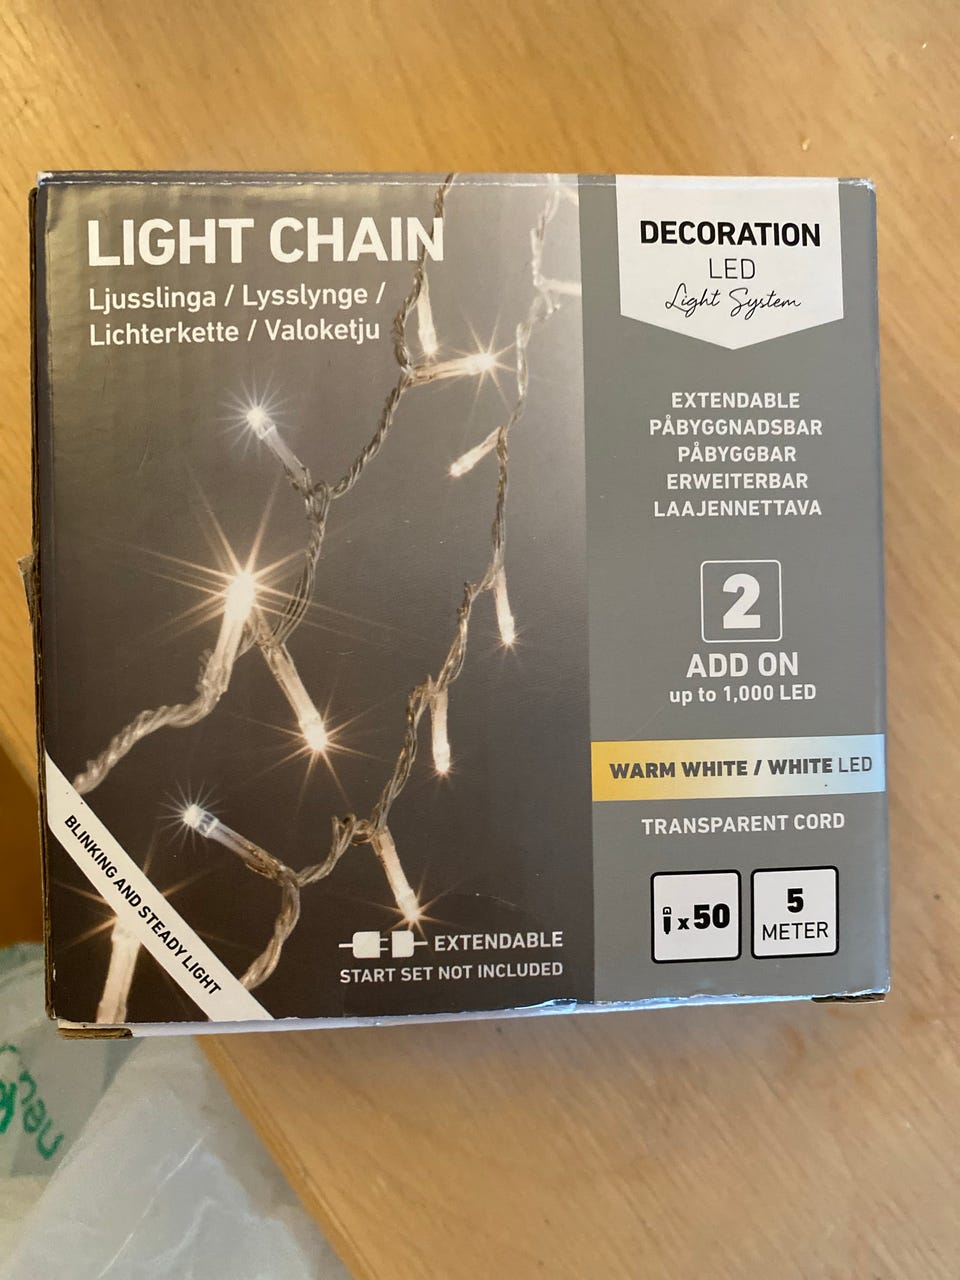 LIGHT CHAIN
Ljusslinga / Lysslynge /
Lichterkette / Valoketju
DECORATION
LED
Light System
EXTENDABLE
PÅBYGGNADSBAR
PÅBYGGBAR
ERWEITERBAR
LAAJENNETTAVA
2
ADD ON
up to 1,000 LED
WARM WHITE / WHITE LED
TRANSPARENT CORD
x 50
5
METER
BLINKING AND STEADY LIGHT
EXTENDABLE
START SET NOT INCLUDED